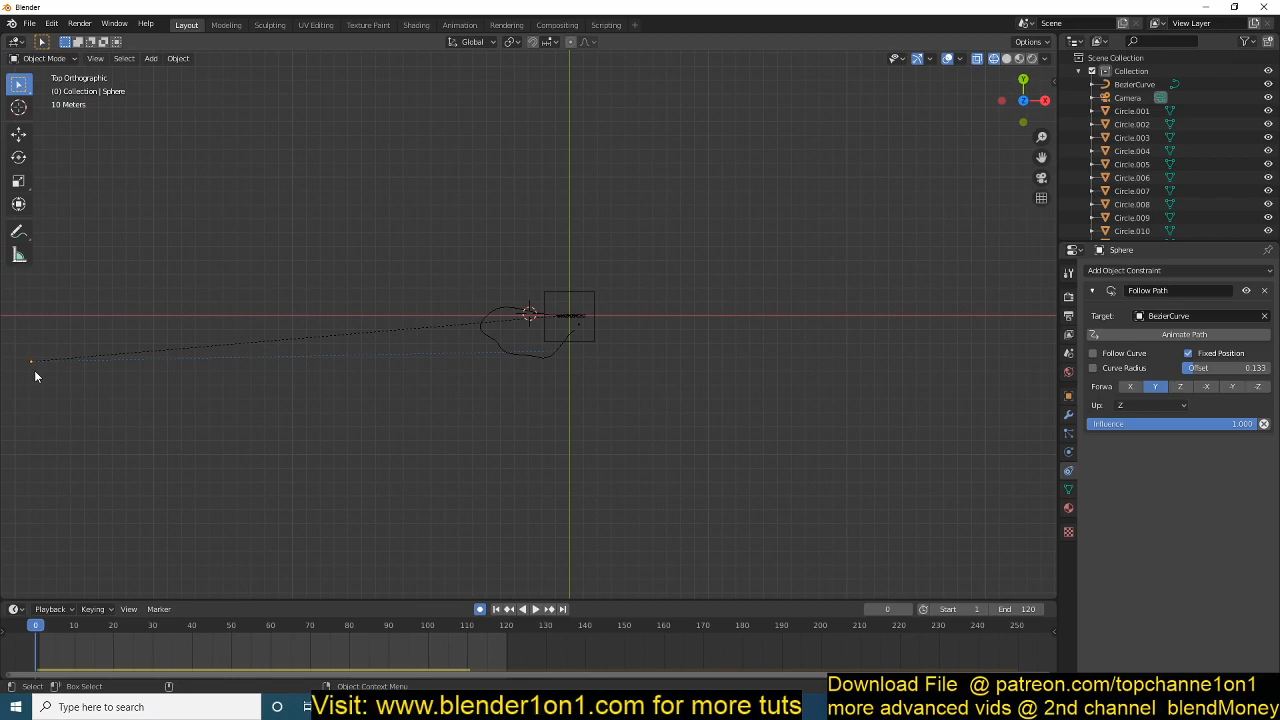 Blender
File Edit Render Window Help
Layout Modeling Sculpting UV Editing Texture Paint Shading Animation Rendering Compositing Scripting +
Scene View Layer
Global Options
Object Mode View Select Add Object
Top Orthographic
(0) Collection | Sphere
10 Meters
Y
Z
X
Scene Collection
Collection
BezierCurve
Camera
Circle.001
Circle.002
Circle.003
Circle.004
Circle.005
Circle.006
Circle.007
Circle.008
Circle.009
Circle.010
Sphere
Add Object Constraint
Follow Path
Target: BezierCurve
Animate Path
Follow Curve Fixed Position
Curve Radius Offset 0.133
Forwa X Y Z -X -Y -Z
Up: Z
Influence 1.000
Playback Keying View Marker 0 Start 1 End 120
0 10 20 30 40 50 60 70 80 90 100 110 120 130 140 150 160 170 180 190 200 210 220 230 240 250
Select Box Select Object Context Menu
Type here to search
Visit: www.blender1on1.com for more tuts
Download File @ patreon.com/topchanne1on1
more advanced vids @ 2nd channel blendMoney